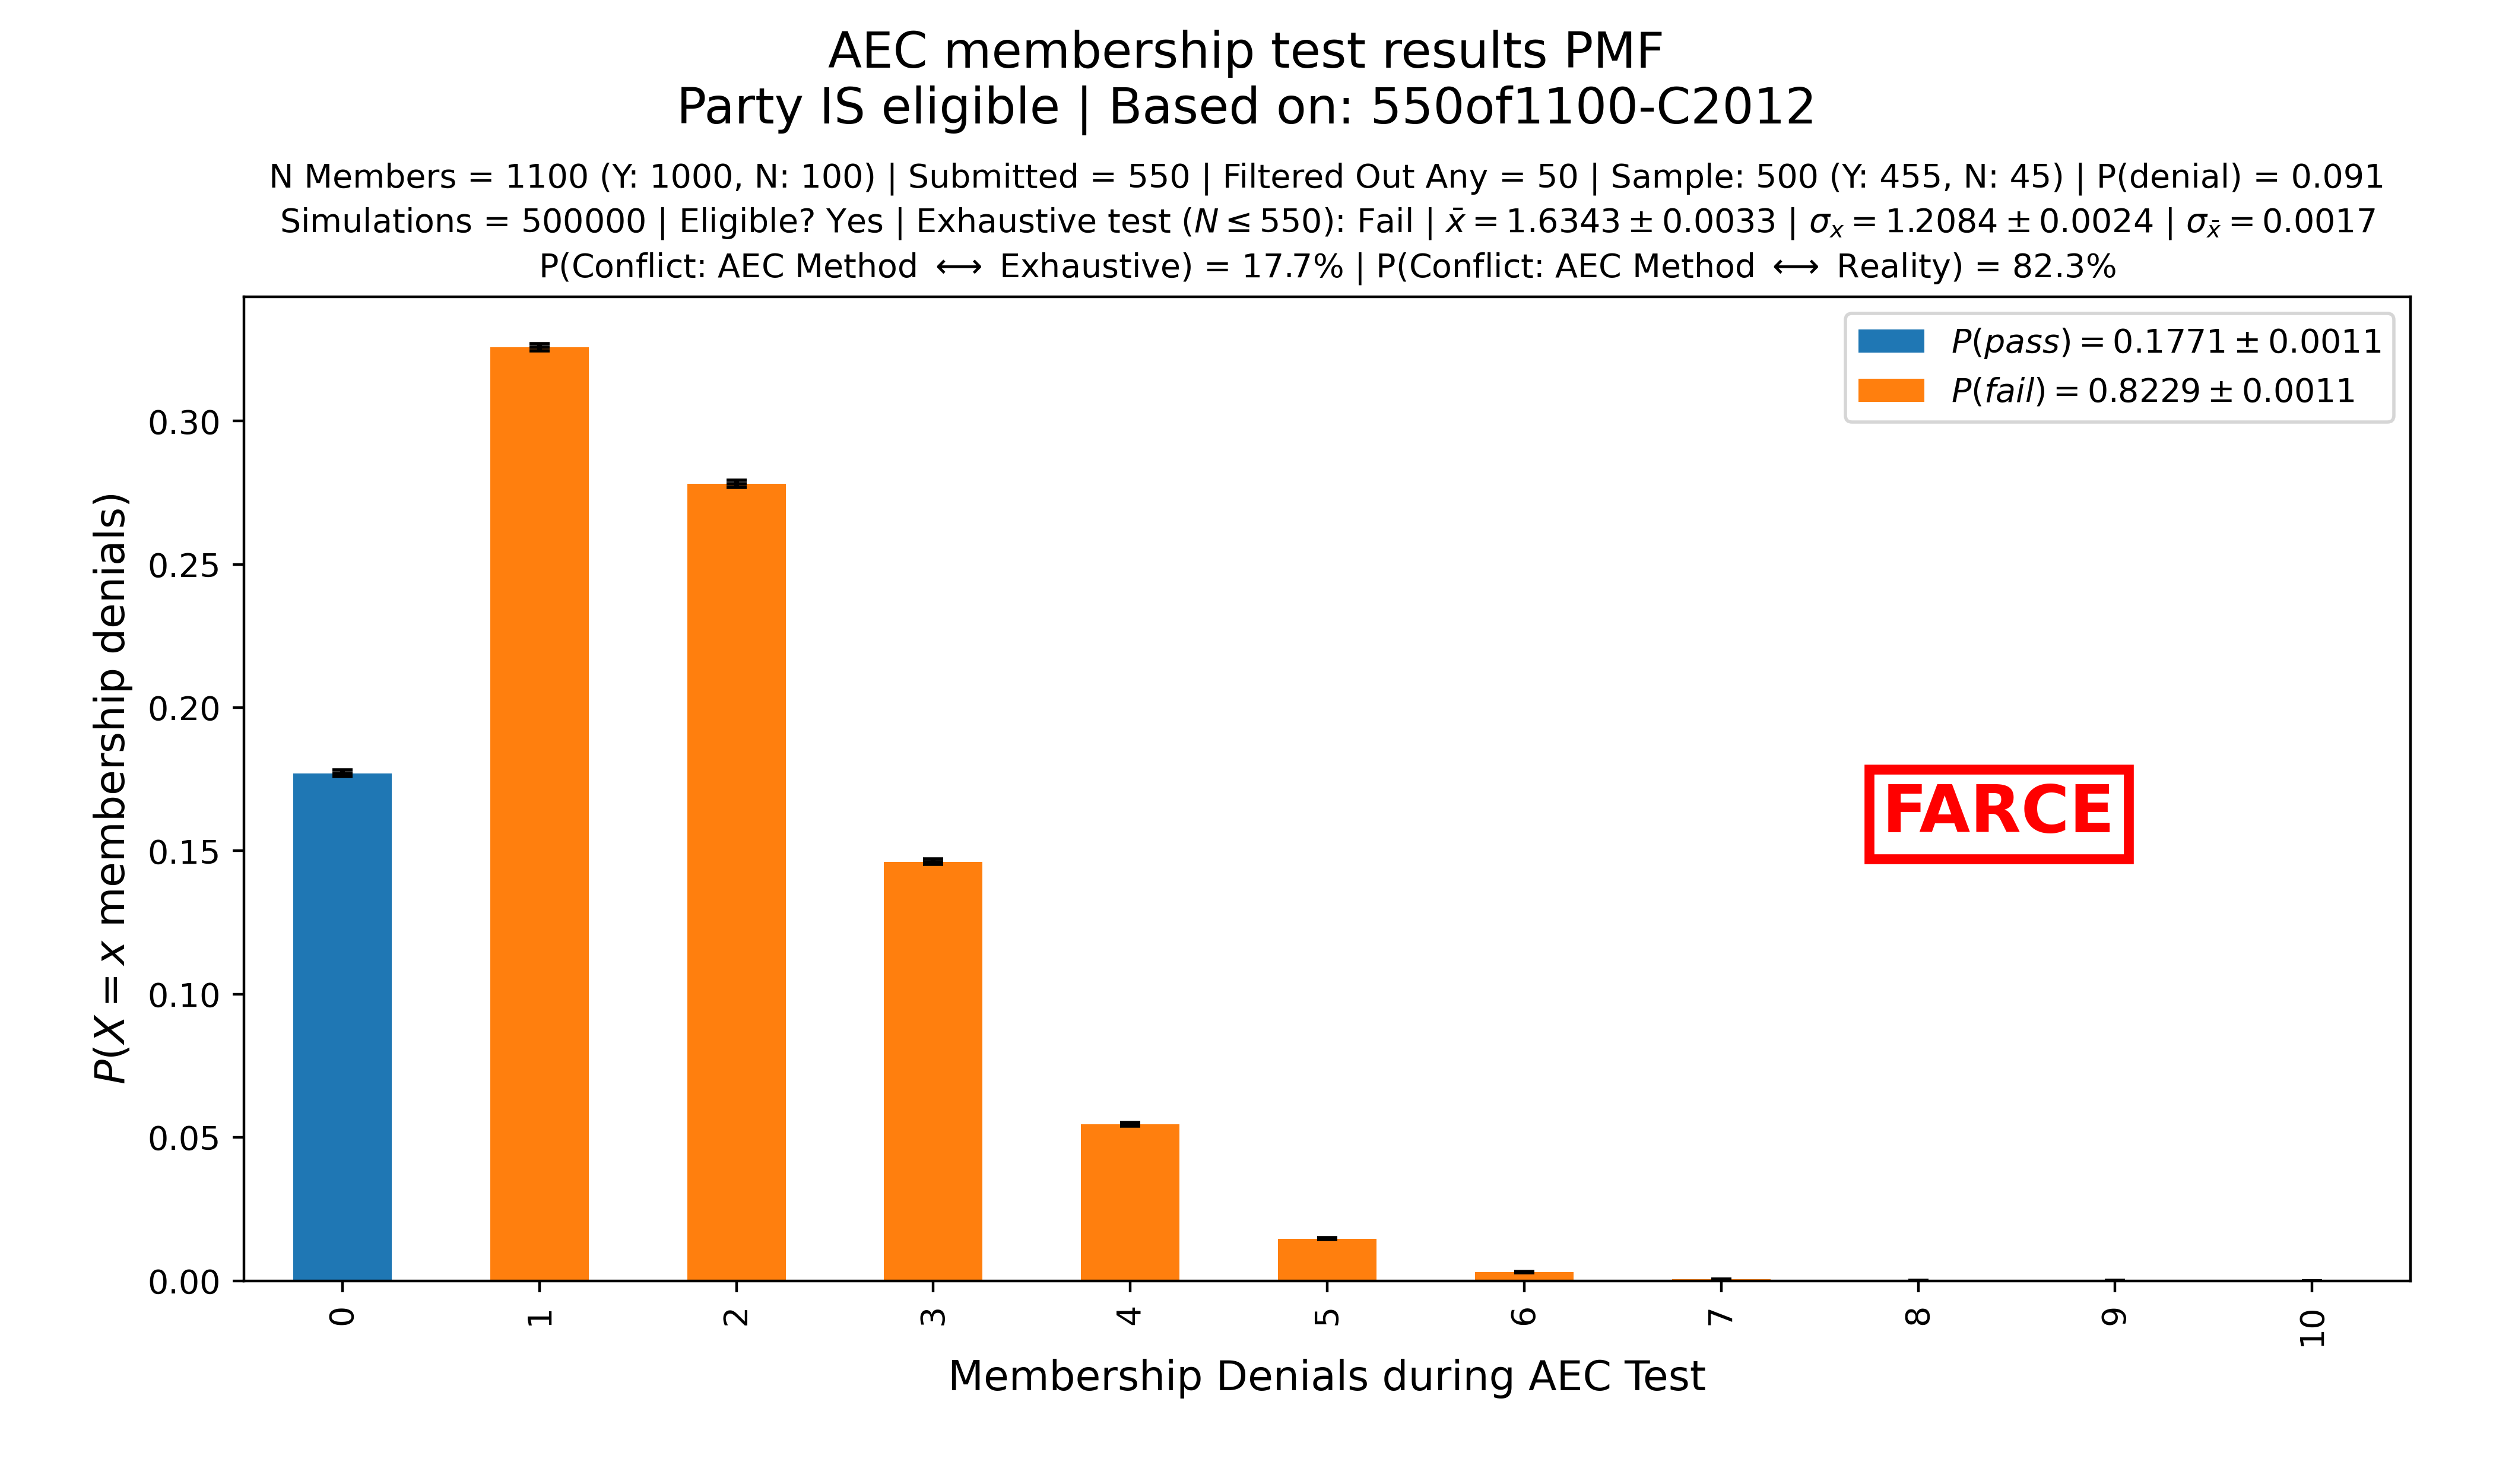 AEC membership test results PMF
Party IS eligible | Based on: 550of1100-C2012
N Members = 1100 (Y: 1000, N: 100) | Submitted = 550 | Filtered Out Any = 50 | Sample: 500 (Y: 455, N: 45) | P(denial) = 0.091
Simulations = 500000 | Eligible? Yes | Exhaustive test (N ≤ 550): Fail | x̄ = 1.6343 ± 0.0033 | σₓ = 1.2084 ± 0.0024 | σ_x̄ = 0.0017
P(Conflict: AEC Method ⟷ Exhaustive) = 17.7% | P(Conflict: AEC Method ⟷ Reality) = 82.3%
P(pass) = 0.1771 ± 0.0011
P(fail) = 0.8229 ± 0.0011
P(X = x membership denials)
0.30
0.25
0.20
0.15
0.10
0.05
0.00
FARCE
0 1 2 3 4 5 6 7 8 9 10
Membership Denials during AEC Test